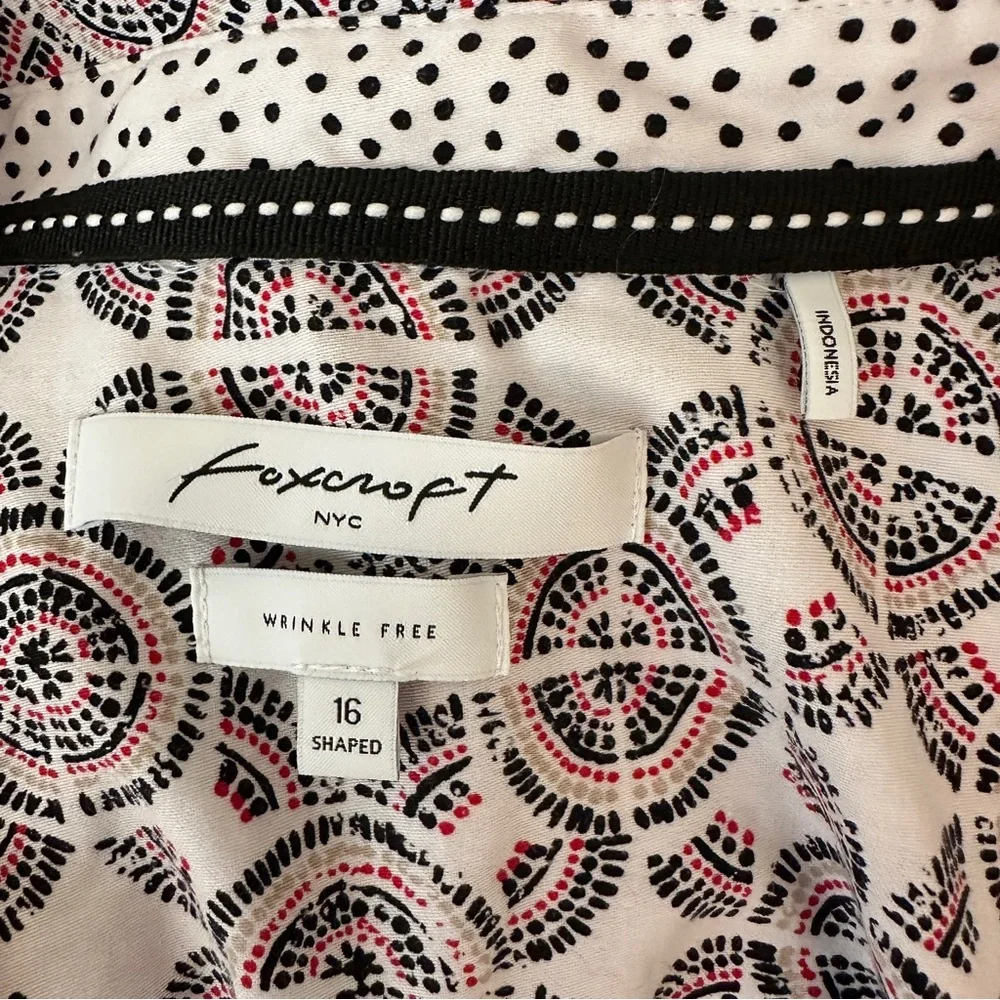 INDONESIA
Foxcroft
NYC
WRINKLE FREE
16
SHAPED